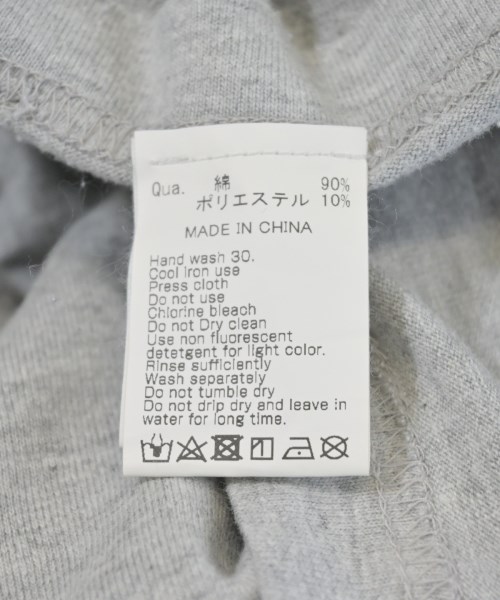 Qua. 綿 90%
ポリエステル 10%
MADE IN CHINA
Hand wash 30.
Cool iron use
Press cloth
Do not use
Chlorine bleach
Do not Dry clean
Use non fluorescent
detetgent for light color.
Rinse sufficiently
Wash separately
Do not tumble dry
Do not drip dry and leave in
water for long time.